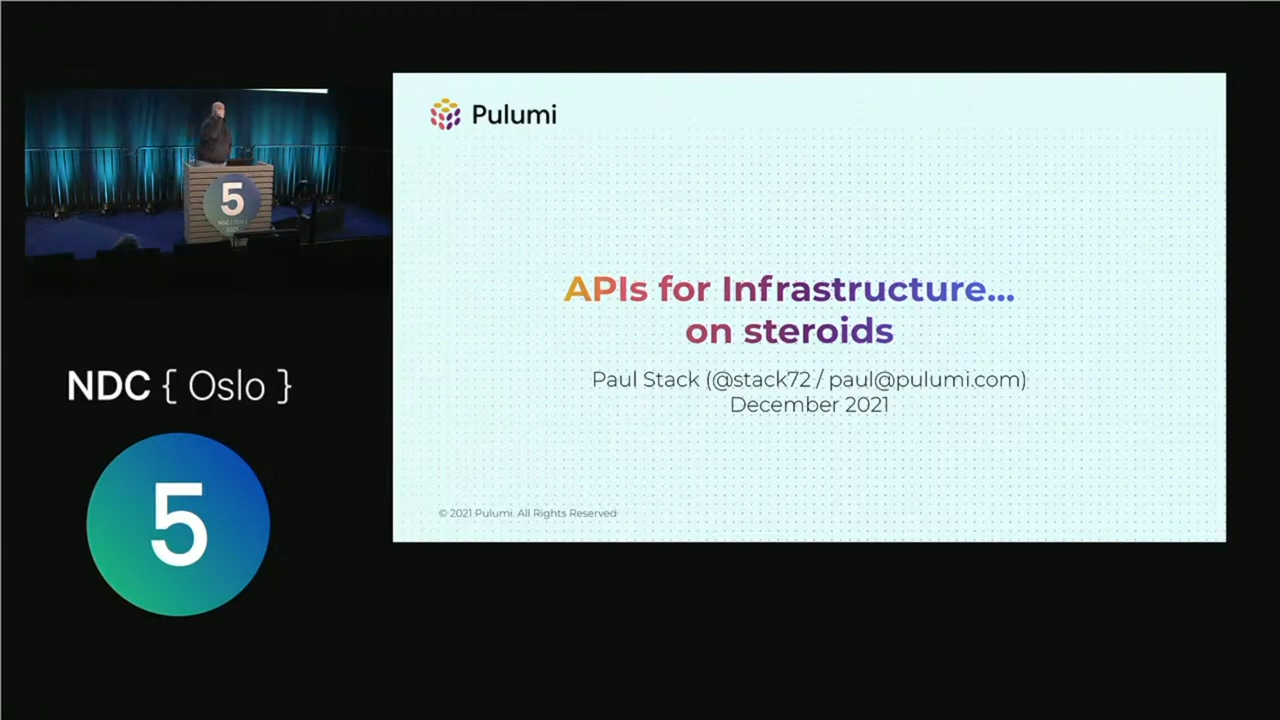 Pulumi
APIs for Infrastructure...
on steroids
Paul Stack (@stack72 / paul@pulumi.com)
December 2021
© 2021 Pulumi. All Rights Reserved
5
NDC { Oslo }
5